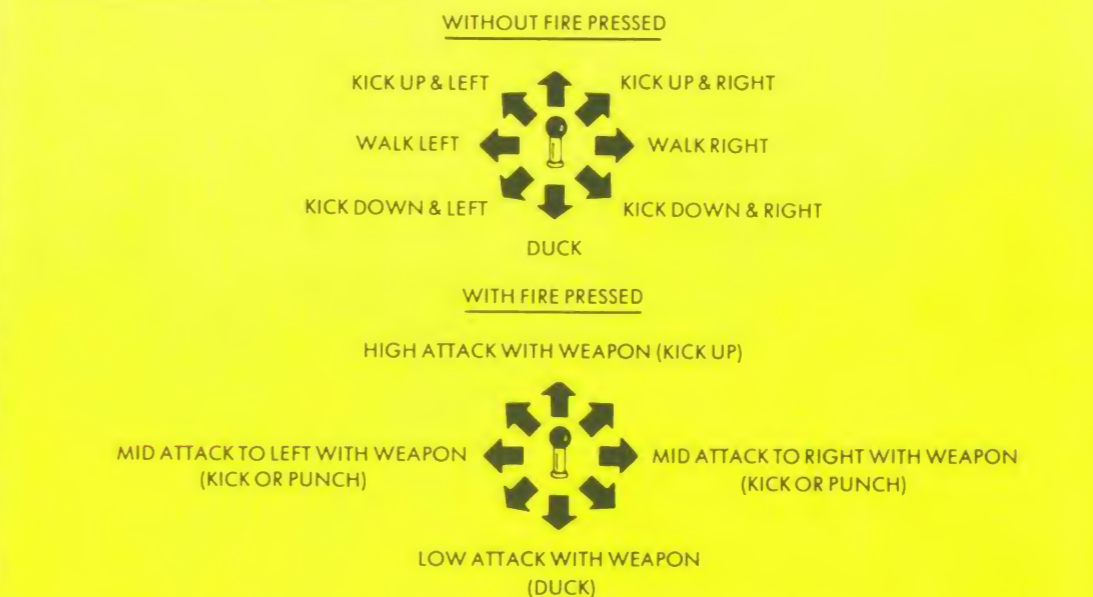 WITHOUT FIRE PRESSED
KICK UP & LEFT
KICK UP & RIGHT
WALK LEFT
WALK RIGHT
KICK DOWN & LEFT
KICK DOWN & RIGHT
DUCK
WITH FIRE PRESSED
HIGH ATTACK WITH WEAPON (KICK UP)
MID ATTACK TO LEFT WITH WEAPON
(KICK OR PUNCH)
MID ATTACK TO RIGHT WITH WEAPON
(KICK OR PUNCH)
LOW ATTACK WITH WEAPON
(DUCK)